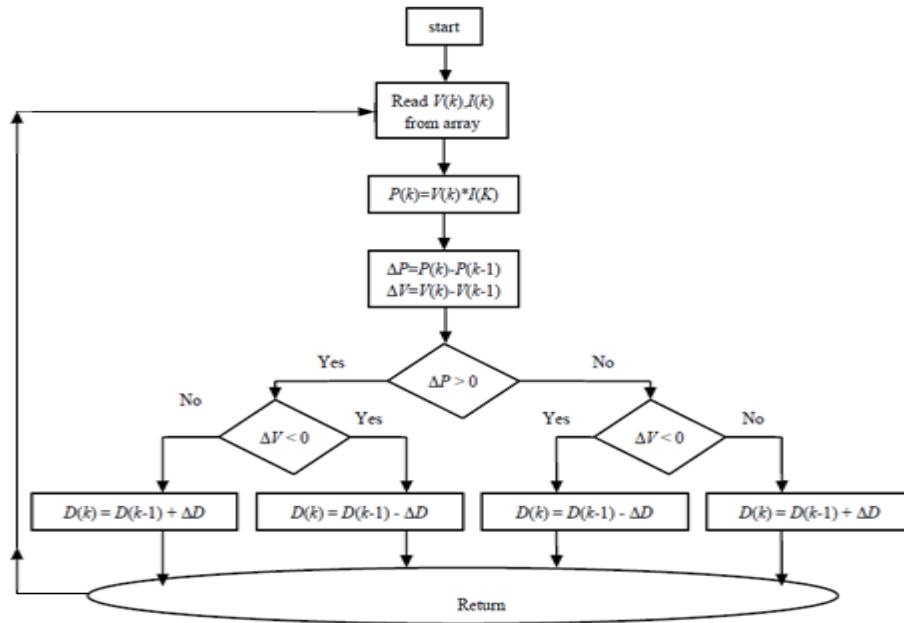 start
Read V(k),I(k)
from array
P(k)=V(k)*I(K)
ΔP=P(k)-P(k-1)
ΔV=V(k)-V(k-1)
Yes
No
ΔP > 0
No
Yes
Yes
No
ΔV < 0
ΔV < 0
D(k) = D(k-1) + ΔD
D(k) = D(k-1) - ΔD
D(k) = D(k-1) - ΔD
D(k) = D(k-1) + ΔD
Return